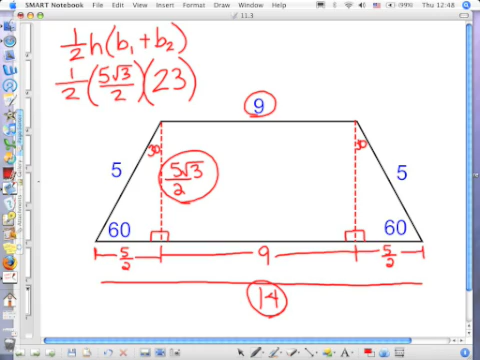 SMART Notebook File Edit View Insert Format Draw Window Help (99%) Thu 12:48
11.3
1/2 h(b₁ + b₂)
1/2 (5√3/2)(23)
9
30 30
5 5√3/2 5
60 60
5/2 9 5/2
14